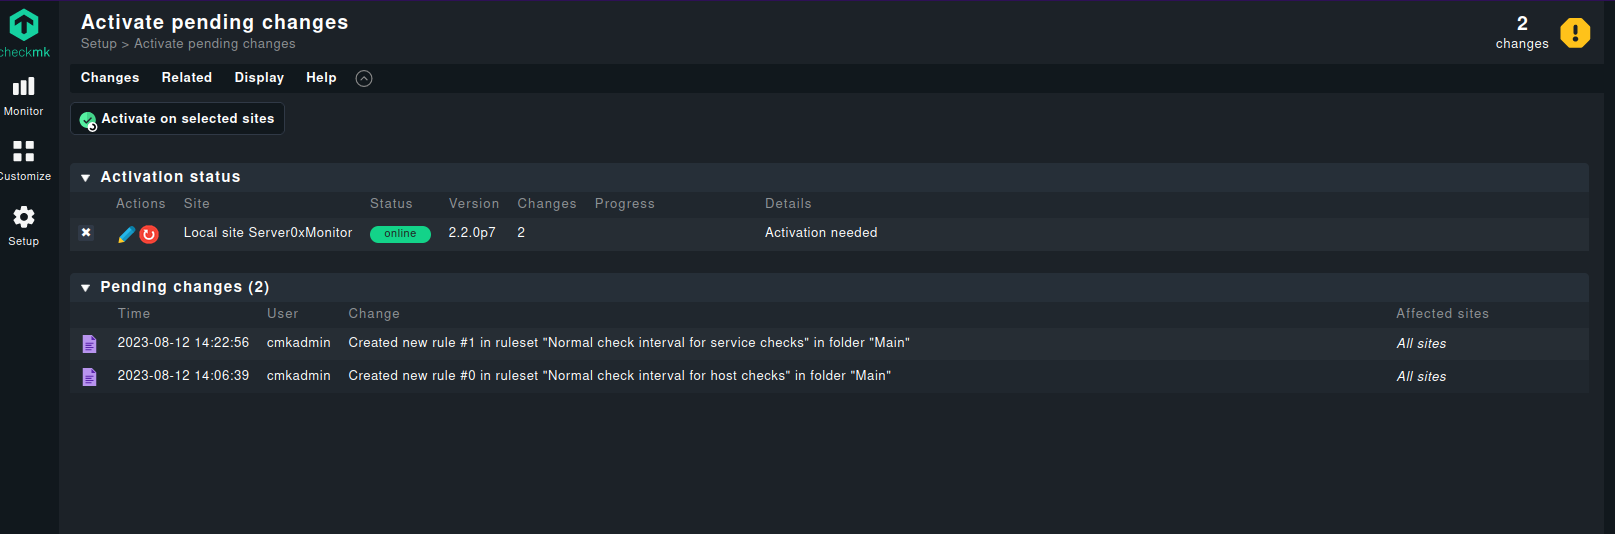 Activate pending changes
Setup > Activate pending changes
2
changes
checkmk
Monitor
Customize
Setup
Changes Related Display Help
Activate on selected sites
Activation status
Actions Site Status Version Changes Progress Details
Local site Server0xMonitor online 2.2.0p7 2 Activation needed
Pending changes (2)
Time User Change Affected sites
2023-08-12 14:22:56 cmkadmin Created new rule #1 in ruleset "Normal check interval for service checks" in folder "Main" All sites
2023-08-12 14:06:39 cmkadmin Created new rule #0 in ruleset "Normal check interval for host checks" in folder "Main" All sites